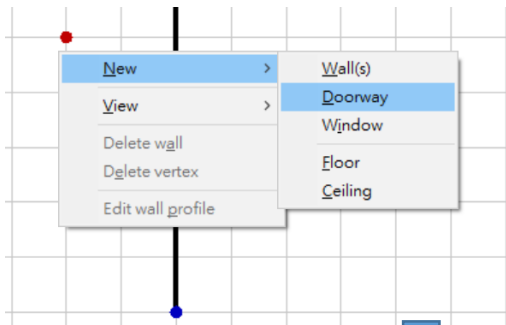 New >
View >
Delete wall
Delete vertex
Edit wall profile
Wall(s)
Doorway
Window
Floor
Ceiling